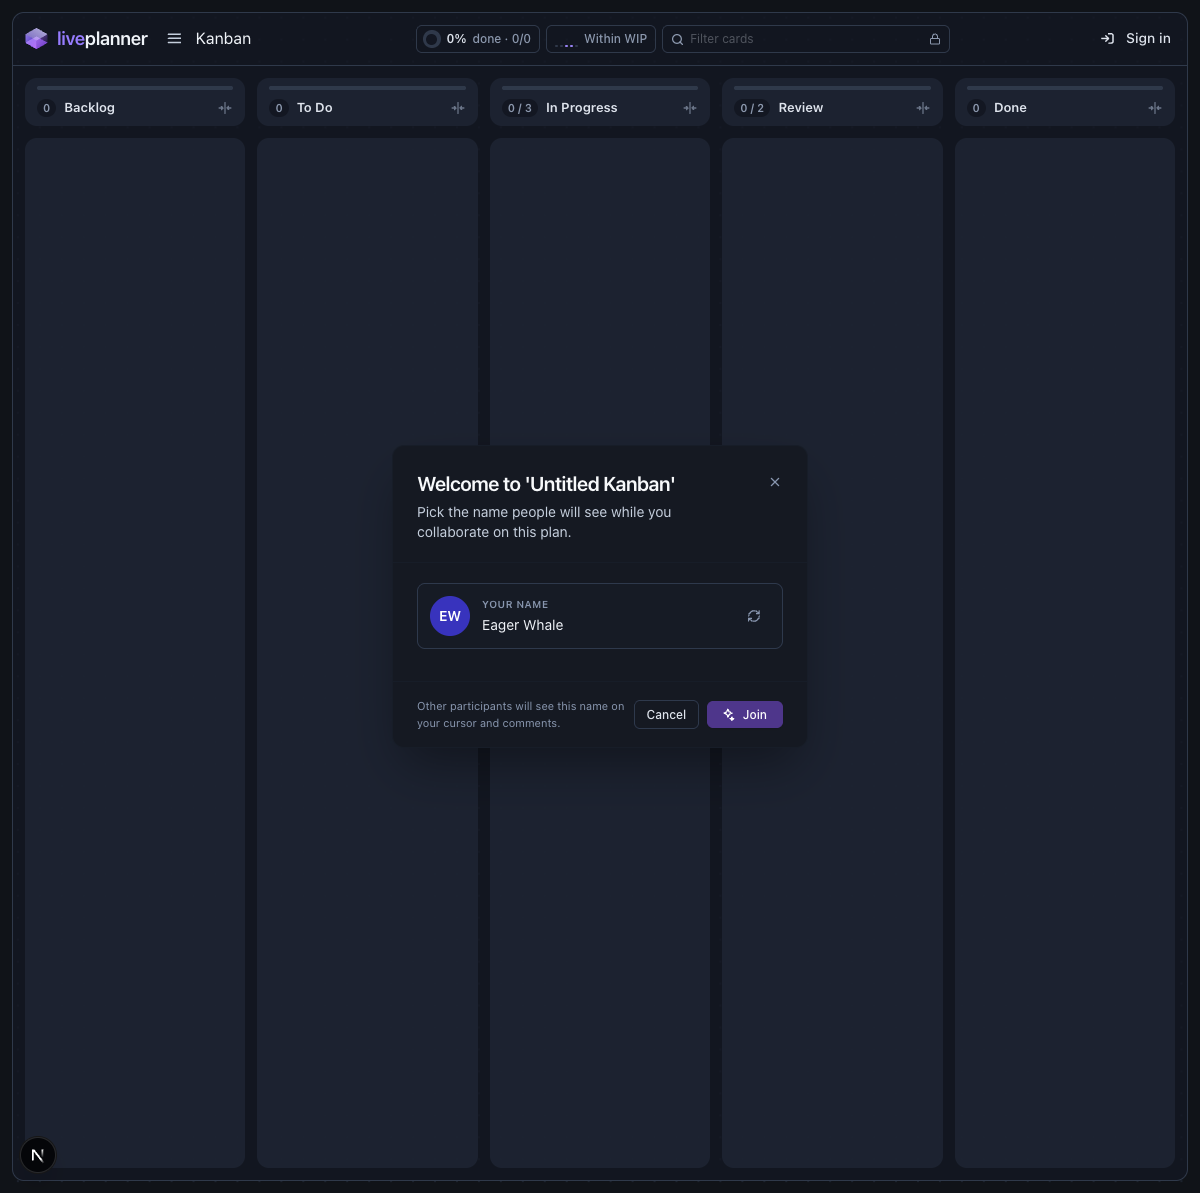 liveplanner
Kanban
0% done · 0/0
Within WIP
Filter cards
Sign in
0 Backlog
0 To Do
0 / 3 In Progress
0 / 2 Review
0 Done
Welcome to 'Untitled Kanban'
Pick the name people will see while you
collaborate on this plan.
EW
YOUR NAME
Eager Whale
Other participants will see this name on
your cursor and comments.
Cancel
Join
N